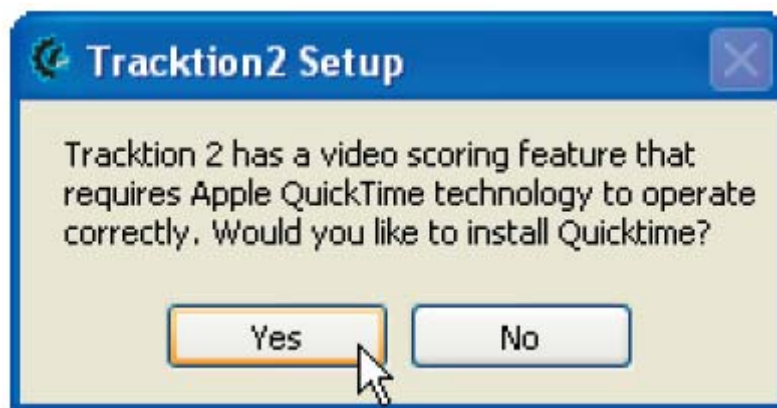 Tracktion2 Setup
Tracktion 2 has a video scoring feature that
requires Apple QuickTime technology to operate
correctly. Would you like to install Quicktime?
Yes No